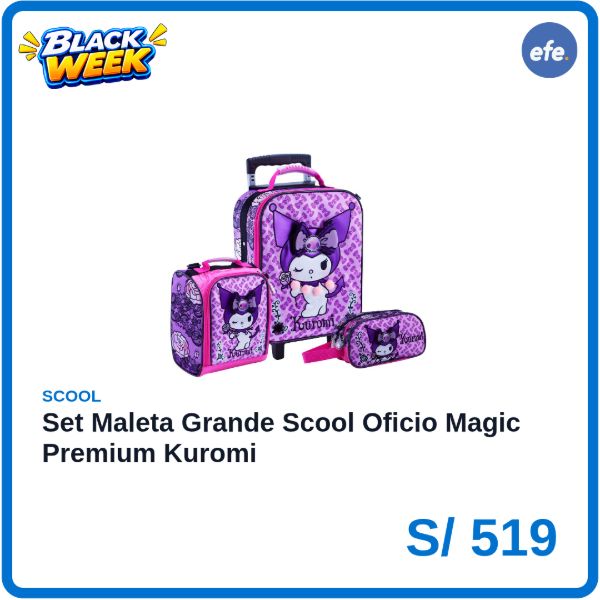 BLACK
WEEK
efe.
Kuromi
Kuromi
Kuromi
SCOOL
Set Maleta Grande Scool Oficio Magic
Premium Kuromi
S/ 519